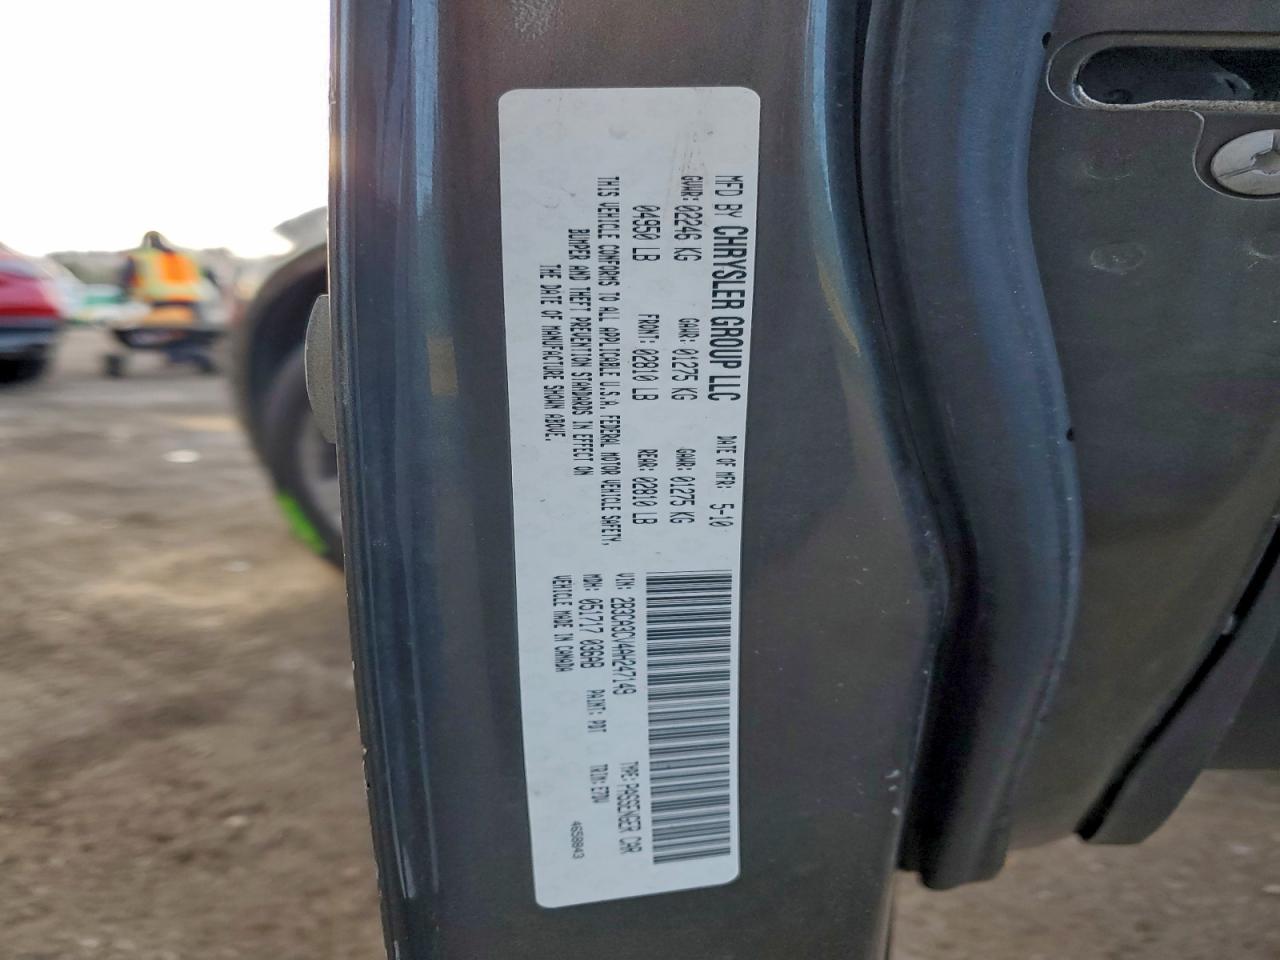 MFD BY CHRYSLER GROUP LLC DATE OF MFR: 5-10
GVWR: 02246 KG GAWR: 01275 KG GAWR: 01275 KG
04950 LB FRONT: 02810 LB REAR: 02810 LB
THIS VEHICLE CONFORMS TO ALL APPLICABLE U.S.A. FEDERAL MOTOR VEHICLE SAFETY,
BUMPER AND THEFT PREVENTION STANDARDS IN EFFECT ON
THE DATE OF MANUFACTURE SHOWN ABOVE.
VIN: 2B3CA3CV4AH247149 TYPE: PASSENGER CAR
MDH: 051717 036AB PAINT: PDT TRIM: E7DV
VEHICLE MADE IN CANADA 4658843